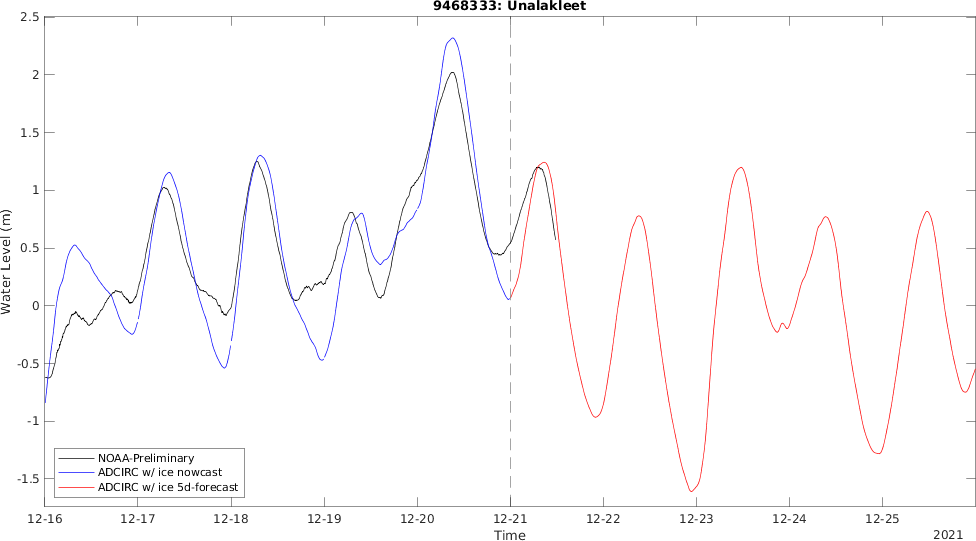 9468333: Unalakleet
2.5
2
1.5
1
0.5
0
-0.5
-1
-1.5
Water Level (m)
NOAA-Preliminary
ADCIRC w/ ice nowcast
ADCIRC w/ ice 5d-forecast
12-16 12-17 12-18 12-19 12-20 12-21 12-22 12-23 12-24 12-25
Time
2021